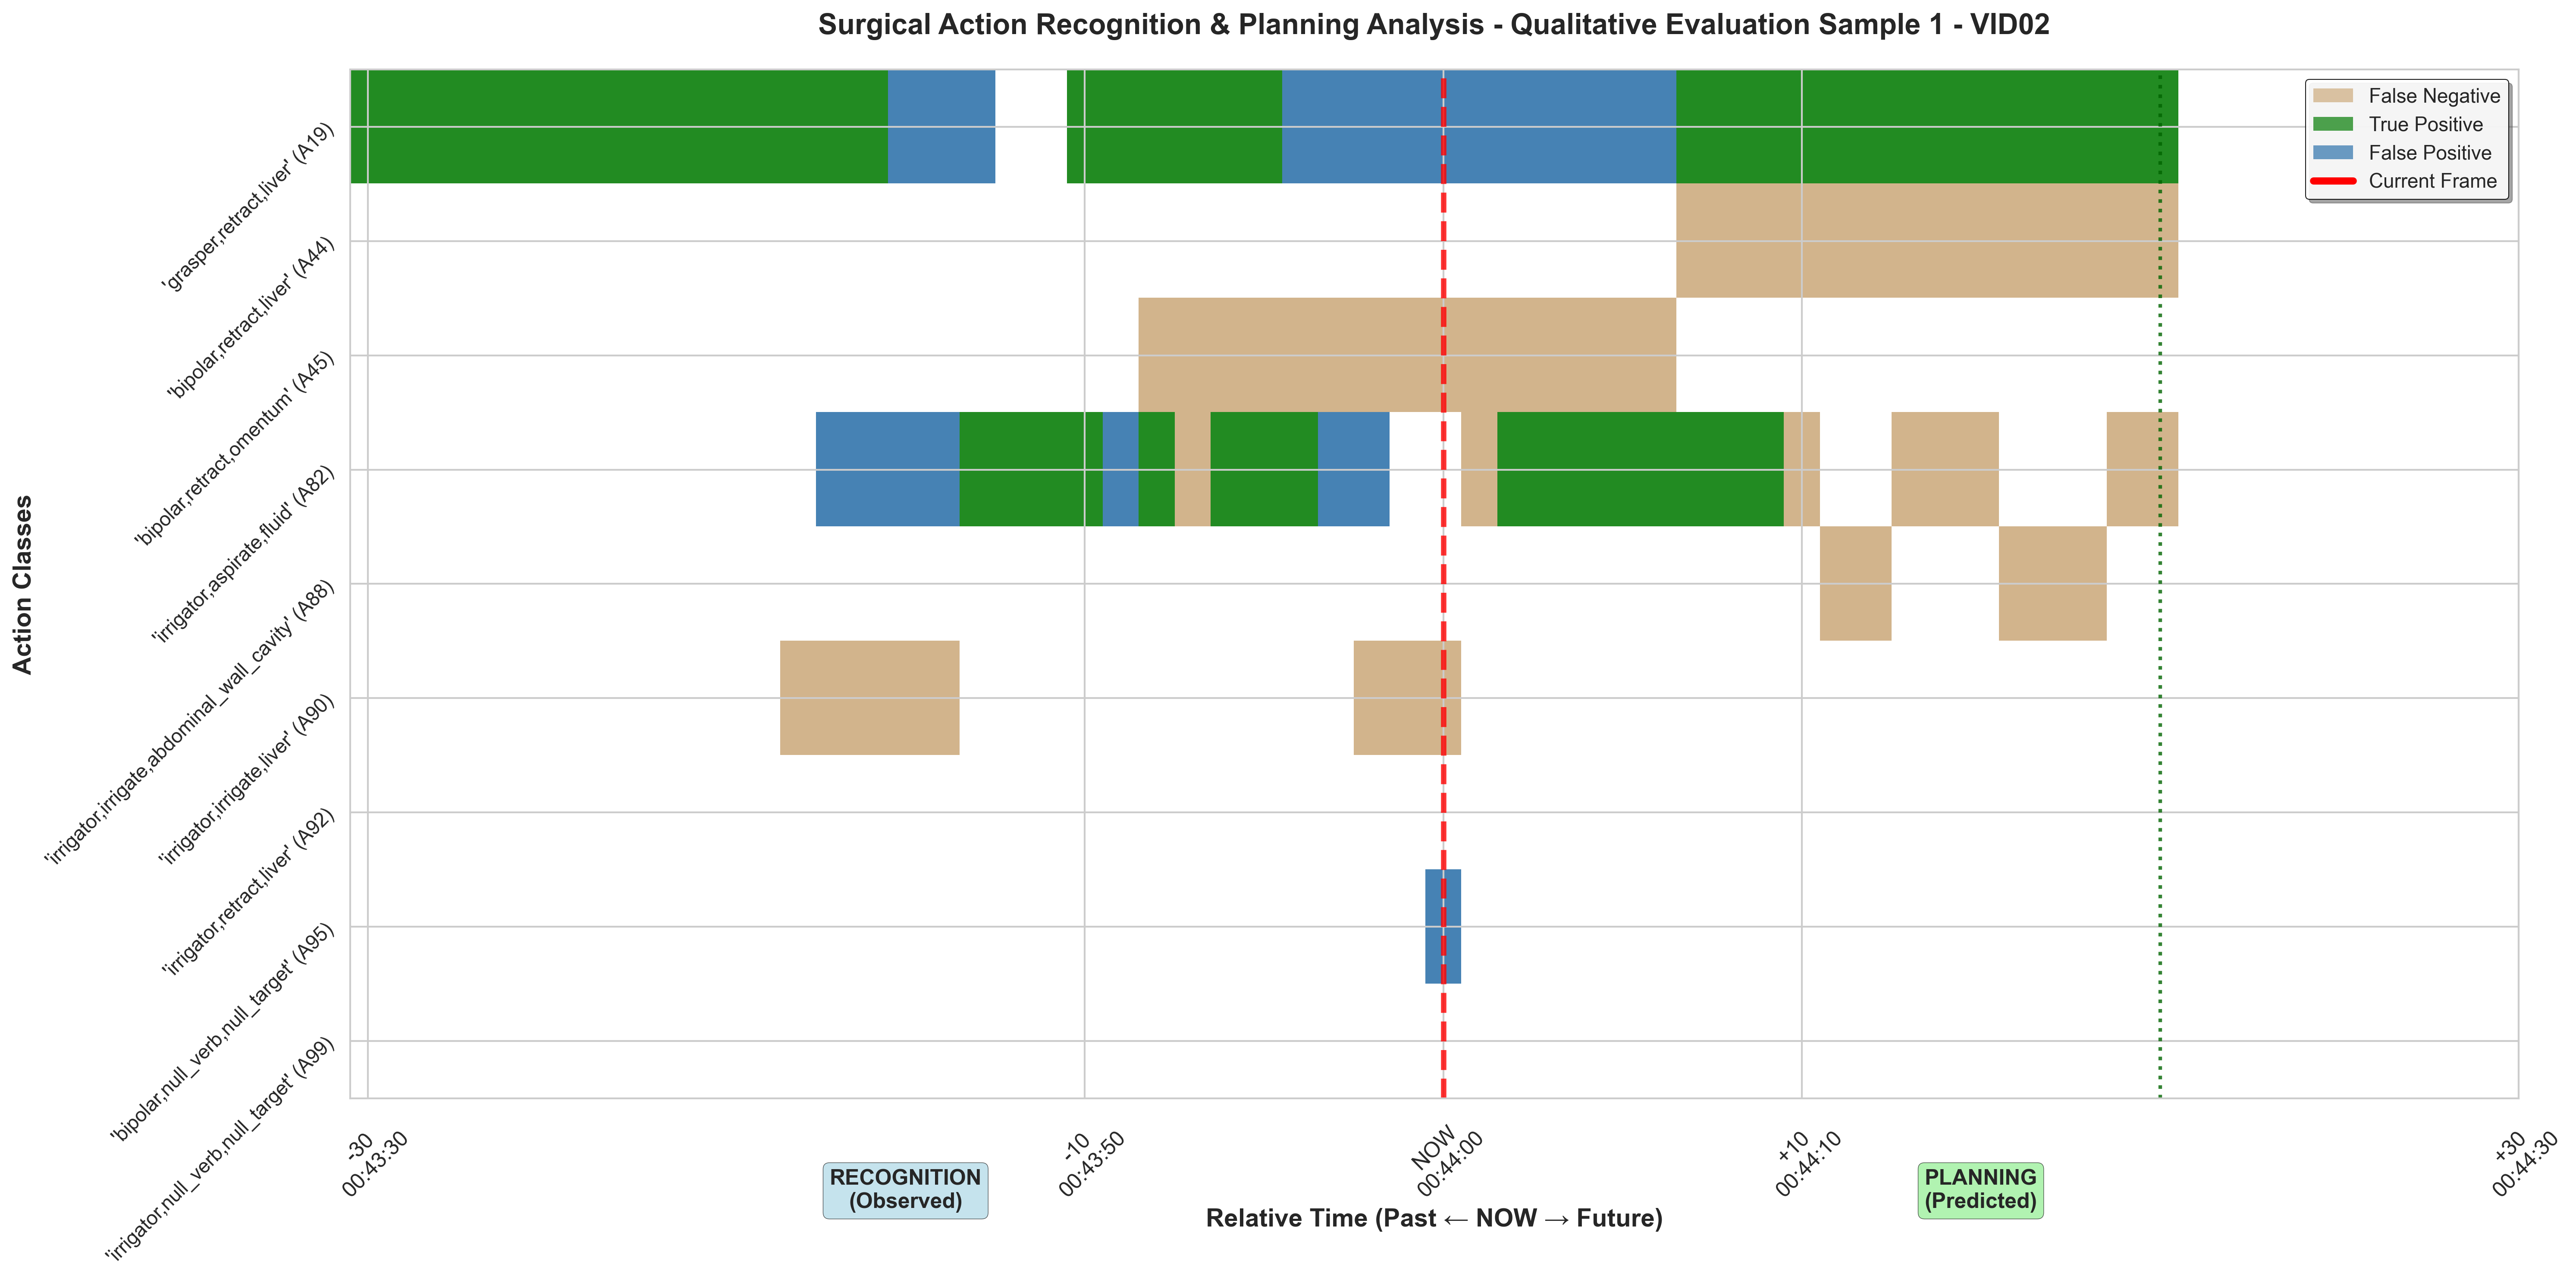 Surgical Action Recognition & Planning Analysis - Qualitative Evaluation Sample 1 - VID02
False Negative
True Positive
False Positive
Current Frame
Action Classes
'grasper,retract,liver' (A19)
'bipolar,retract,liver' (A44)
'bipolar,retract,omentum' (A45)
'irrigator,aspirate,fluid' (A82)
'irrigator,irrigate,abdominal_wall_cavity' (A88)
'irrigator,irrigate,liver' (A90)
'irrigator,retract,liver' (A92)
'bipolar,null_verb,null_target' (A95)
'irrigator,null_verb,null_target' (A99)
-30
00:43:30
-10
00:43:50
NOW
00:44:00
+10
00:44:10
+30
00:44:30
RECOGNITION
(Observed)
PLANNING
(Predicted)
Relative Time (Past ← NOW → Future)